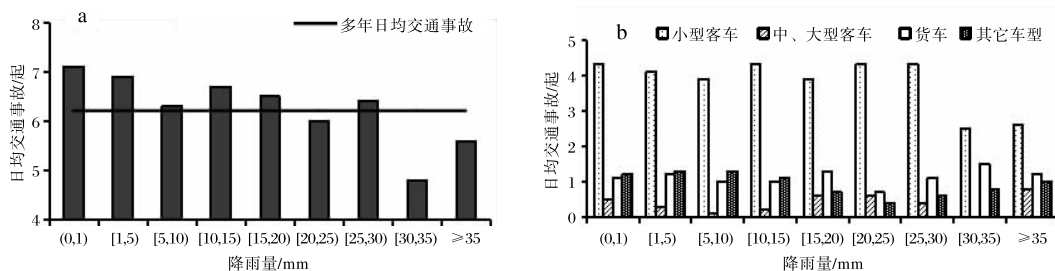 a
多年日均交通事故
8
7
6
5
4
日均交通事故/起
(0,1) [1,5) [5,10) [10,15) [15,20) [20,25) [25,30) [30,35) ≥35
降雨量/mm
b
小型客车 中、大型客车 货车 其它车型
5
4
3
2
1
0
日均交通事故/起
(0,1) [1,5) [5,10) [10,15) [15,20) [20,25) [25,30) [30,35) ≥35
降雨量/mm